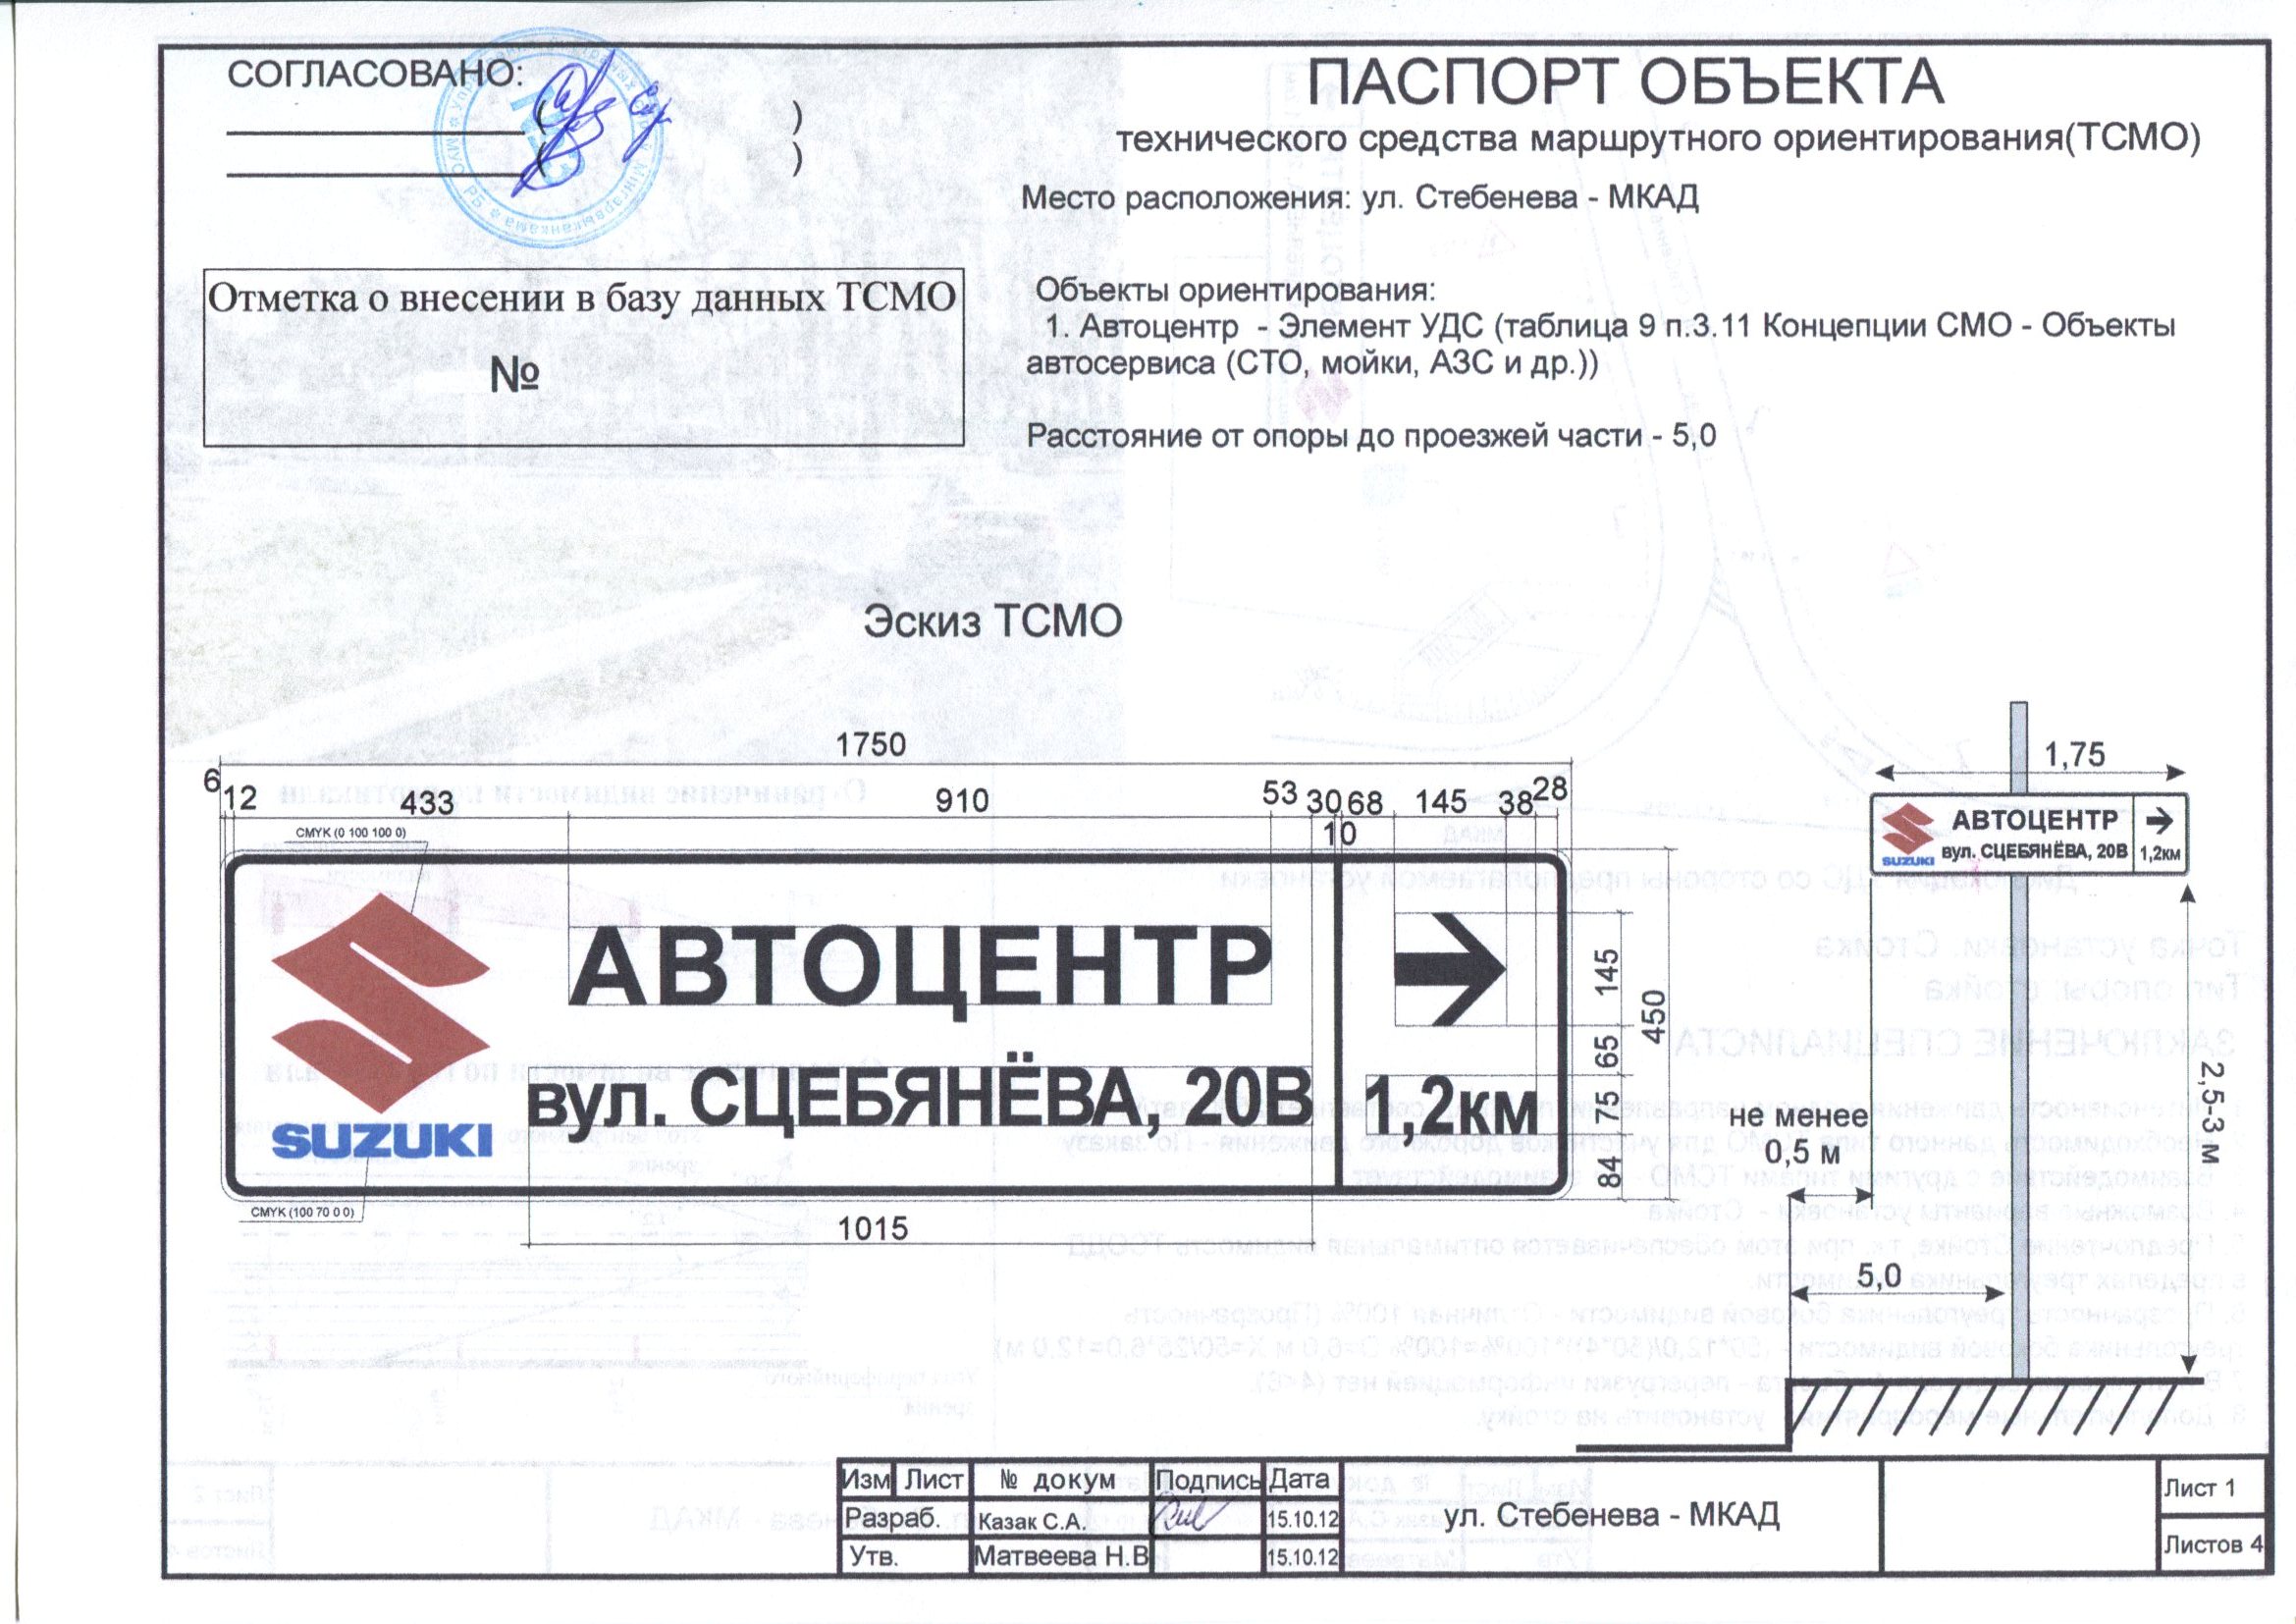 СОГЛАСОВАНО:
ПАСПОРТ ОБЪЕКТА
технического средства маршрутного ориентирования(ТСМО)
Место расположения: ул. Стебенева - МКАД
Отметка о внесении в базу данных ТСМО
№
Объекты ориентирования:
1. Автоцентр - Элемент УДС (таблица 9 п.3.11 Концепции СМО - Объекты
автосервиса (СТО, мойки, АЗС и др.))
Расстояние от опоры до проезжей части - 5,0
Эскиз ТСМО
1750
6 12 433 910 53 30 68 145 38 28
10
CMYK (0 100 100 0)
АВТОЦЕНТР
вул. СЦЕБЯНЁВА, 20В
1,2км
SUZUKI
CMYK (100 70 0 0)
1015
145
65
75
84
450
1,75
АВТОЦЕНТР
вул. СЦЕБЯНЁВА, 20В
1,2км
SUZUKI
2,5-3 м
не менее
0,5 м
5,0
Изм Лист № докум Подпись Дата
Разраб. Казак С.А. 15.10.12
Утв. Матвеева Н.В 15.10.12
ул. Стебенева - МКАД
Лист 1
Листов 4